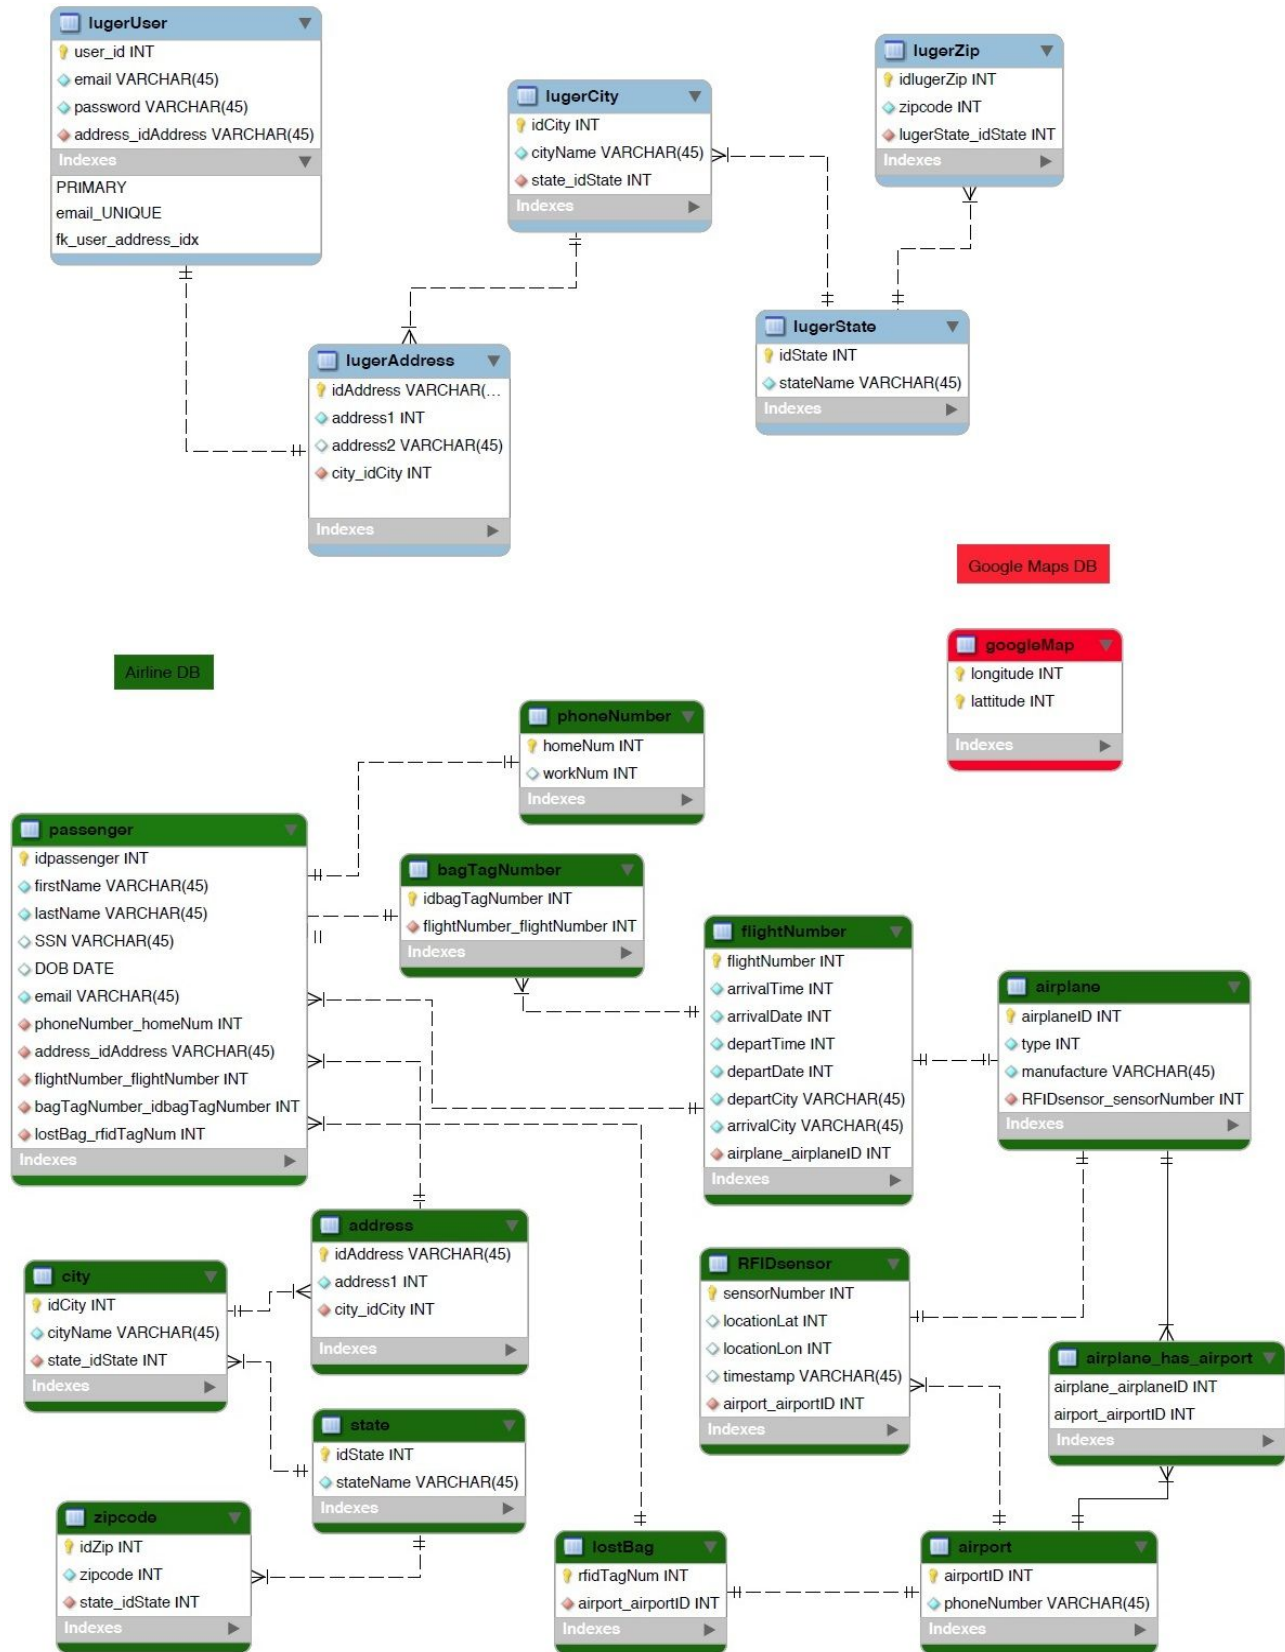 lugerUser
user_id INT
email VARCHAR(45)
password VARCHAR(45)
address_idAddress VARCHAR(45)
Indexes
PRIMARY
email_UNIQUE
fk_user_address_idx
lugerCity
idCity INT
cityName VARCHAR(45)
state_idState INT
Indexes
lugerZip
idlugerZip INT
zipcode INT
lugerState_idState INT
Indexes
lugerState
idState INT
stateName VARCHAR(45)
Indexes
lugerAddress
idAddress VARCHAR(...
address1 INT
address2 VARCHAR(45)
city_idCity INT
Indexes
Google Maps DB
googleMap
longitude INT
lattitude INT
Indexes
Airline DB
phoneNumber
homeNum INT
workNum INT
Indexes
passenger
idpassenger INT
firstName VARCHAR(45)
lastName VARCHAR(45)
SSN VARCHAR(45)
DOB DATE
email VARCHAR(45)
phoneNumber_homeNum INT
address_idAddress VARCHAR(45)
flightNumber_flightNumber INT
bagTagNumber_idbagTagNumber INT
lostBag_rfidTagNum INT
Indexes
bagTagNumber
idbagTagNumber INT
flightNumber_flightNumber INT
Indexes
flightNumber
flightNumber INT
arrivalTime INT
arrivalDate INT
departTime INT
departDate INT
departCity VARCHAR(45)
arrivalCity VARCHAR(45)
airplane_airplaneID INT
Indexes
airplane
airplaneID INT
type INT
manufacture VARCHAR(45)
RFIDsensor_sensorNumber INT
Indexes
address
idAddress VARCHAR(45)
address1 INT
city_idCity INT
Indexes
city
idCity INT
cityName VARCHAR(45)
state_idState INT
Indexes
RFIDsensor
sensorNumber INT
locationLat INT
locationLon INT
timestamp VARCHAR(45)
airport_airportID INT
Indexes
airplane_has_airport
airplane_airplaneID INT
airport_airportID INT
Indexes
state
idState INT
stateName VARCHAR(45)
Indexes
zipcode
idZip INT
zipcode INT
state_idState INT
Indexes
lostBag
rfidTagNum INT
airport_airportID INT
Indexes
airport
airportID INT
phoneNumber VARCHAR(45)
Indexes